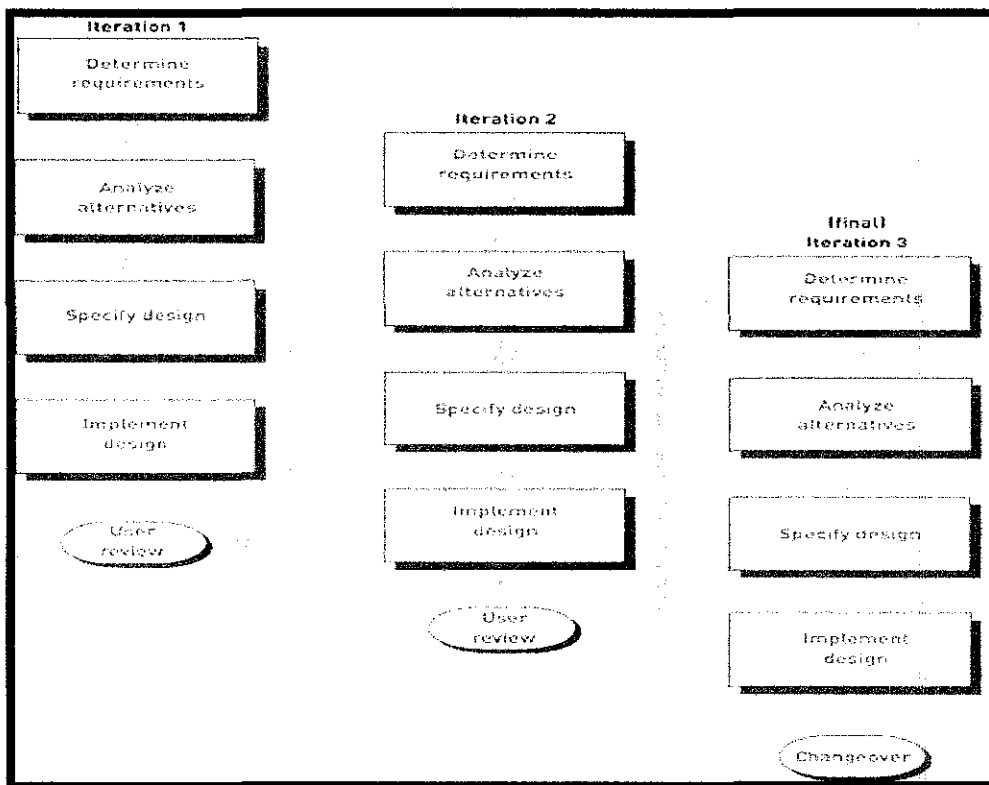 Iteration 1
Determine
requirements
Analyze
alternatives
Specify design
Implement
design
User
review
Iteration 2
Determine
requirements
Analyze
alternatives
Specify design
Implement
design
User
review
(final)
Iteration 3
Determine
requirements
Analyze
alternatives
Specify design
Implement
design
Changeover